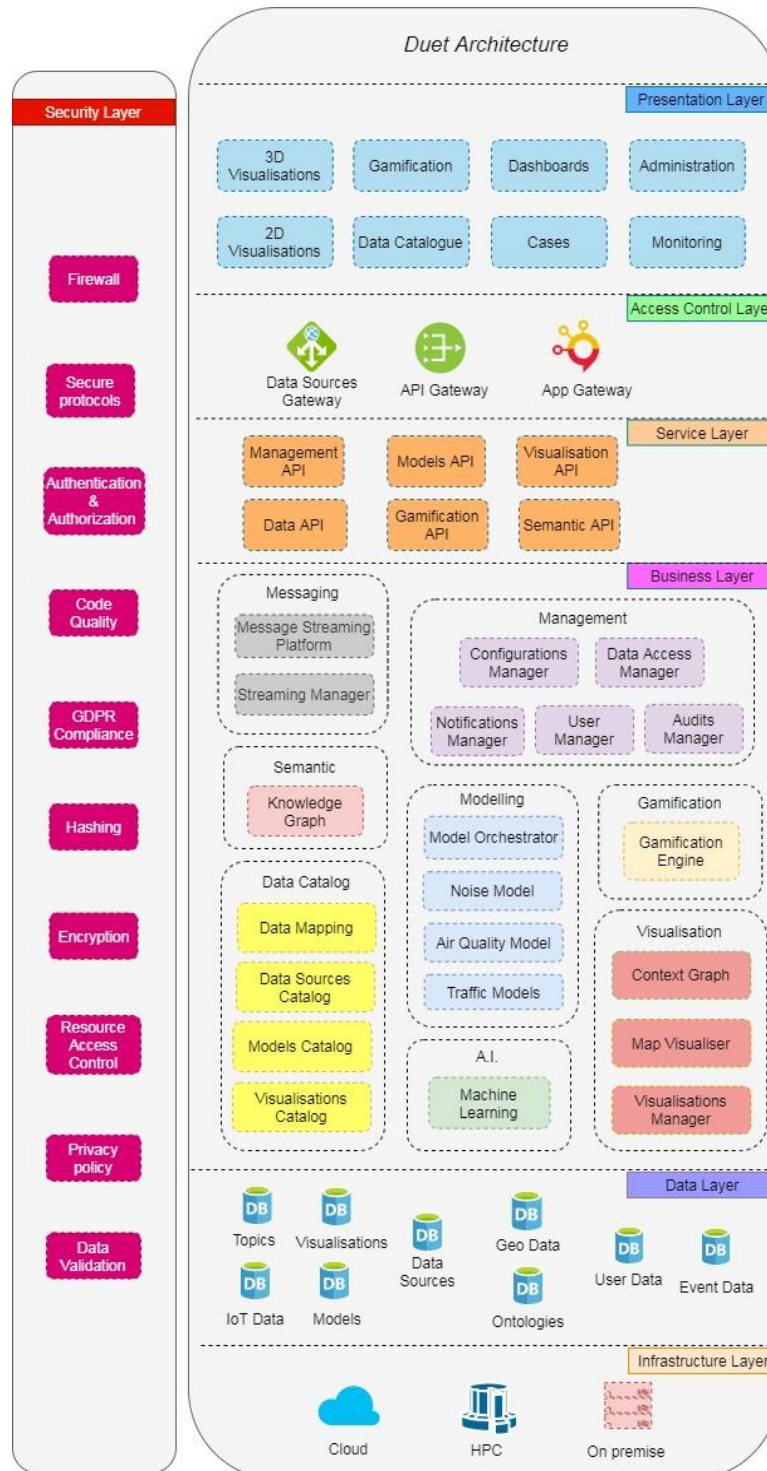 Duet Architecture
Security Layer
Firewall
Secure
protocols
Authentication
&
Authorization
Code
Quality
GDPR
Compliance
Hashing
Encryption
Resource
Access
Control
Privacy
policy
Data
Validation
Presentation Layer
3D
Visualisations
Gamification
Dashboards
Administration
2D
Visualisations
Data Catalogue
Cases
Monitoring
Access Control Laye
Data Sources
Gateway
API Gateway
App Gateway
Service Layer
Management
API
Models API
Visualisation
API
Data API
Gamification
API
Semantic API
Business Layer
Messaging
Message Streaming
Platform
Streaming Manager
Management
Configurations
Manager
Data Access
Manager
Notifications
Manager
User
Manager
Audits
Manager
Semantic
Knowledge
Graph
Modelling
Model Orchestrator
Noise Model
Air Quality Model
Traffic Models
Gamification
Gamification
Engine
Data Catalog
Data Mapping
Data Sources
Catalog
Models Catalog
Visualisations
Catalog
A.I.
Machine
Learning
Visualisation
Context Graph
Map Visualiser
Visualisations
Manager
Data Layer
DB
Topics
DB
Visualisations
DB
Data
Sources
DB
Geo Data
DB
User Data
DB
Event Data
DB
IoT Data
DB
Models
DB
Ontologies
Infrastructure Layer
Cloud
HPC
On premise